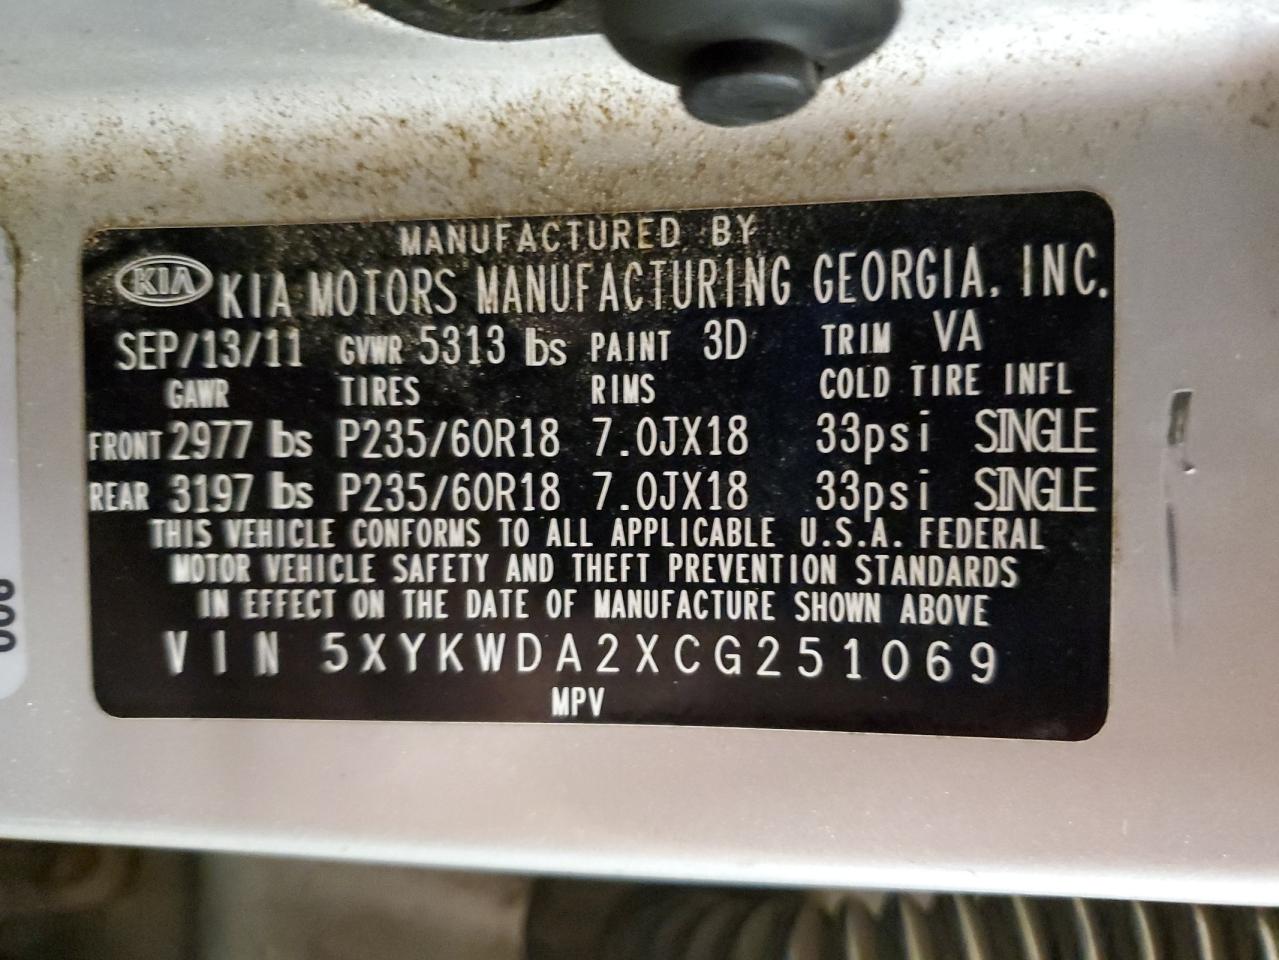 MANUFACTURED BY
KIA KIA MOTORS MANUFACTURING GEORGIA, INC.
SEP/13/11 GVWR 5313 lbs PAINT 3D TRIM VA
GAWR TIRES RIMS COLD TIRE INFL
FRONT 2977 lbs P235/60R18 7.0JX18 33psi SINGLE
REAR 3197 lbs P235/60R18 7.0JX18 33psi SINGLE
THIS VEHICLE CONFORMS TO ALL APPLICABLE U.S.A. FEDERAL
MOTOR VEHICLE SAFETY AND THEFT PREVENTION STANDARDS
IN EFFECT ON THE DATE OF MANUFACTURE SHOWN ABOVE
VIN 5XYKWDA2XCG251069
MPV